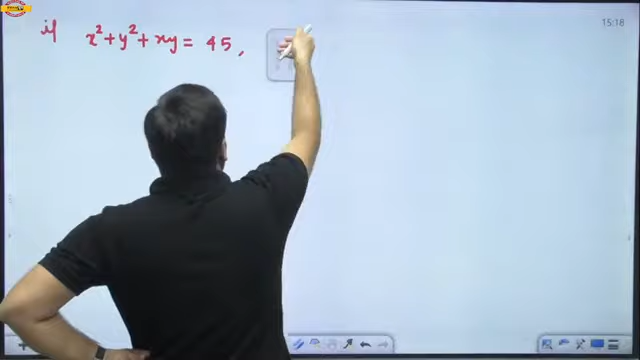 15:18
if x²+y²+xy = 45,